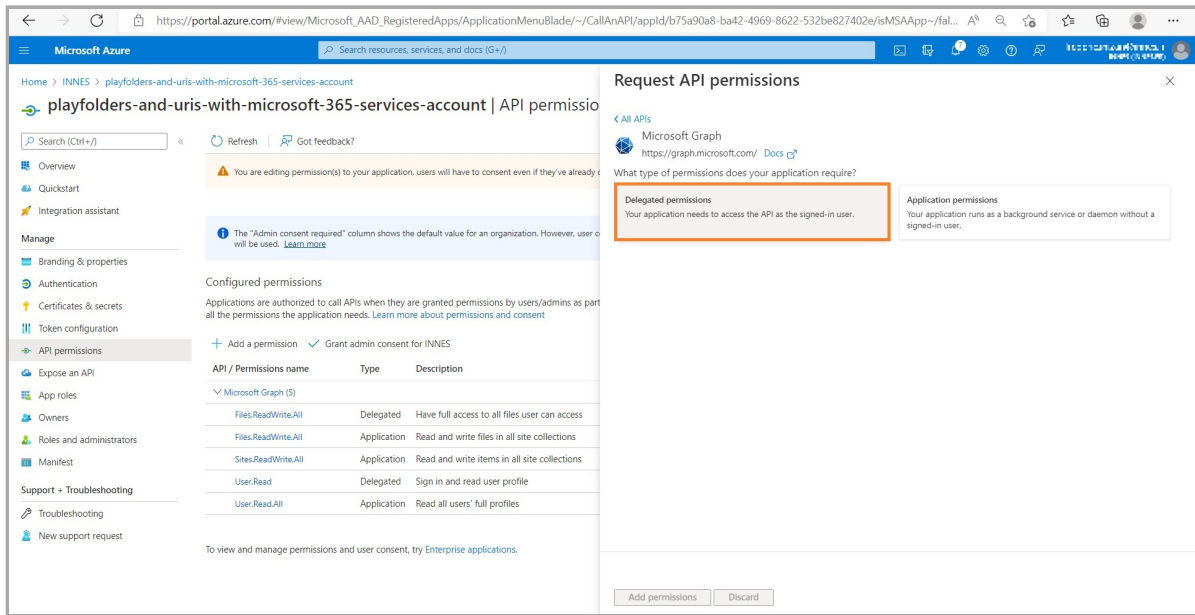 https://portal.azure.com/#view/Microsoft_AAD_RegisteredApps/ApplicationMenuBlade/~/CallAnAPI/appId/b75a90a8-ba42-4969-8622-532be827402e/isMSAApp~/fal...
Microsoft Azure
Search resources, services, and docs (G+/)
Home > INNES > playfolders-and-uris-with-microsoft-365-services-account
playfolders-and-uris-with-microsoft-365-services-account | API permissio
Search (Ctrl+/)
Overview
Quickstart
Integration assistant
Manage
Branding & properties
Authentication
Certificates & secrets
Token configuration
API permissions
Expose an API
App roles
Owners
Roles and administrators
Manifest
Support + Troubleshooting
Troubleshooting
New support request
Refresh | Got feedback?
You are editing permission(s) to your application, users will have to consent even if they've already
The "Admin consent required" column shows the default value for an organization. However, user c
will be used. Learn more
Configured permissions
Applications are authorized to call APIs when they are granted permissions by users/admins as part
all the permissions the application needs. Learn more about permissions and consent
Add a permission Grant admin consent for INNES
API / Permissions name Type Description
Microsoft Graph (5)
Files.ReadWrite.All Delegated Have full access to all files user can access
Files.ReadWrite.All Application Read and write files in all site collections
Sites.ReadWrite.All Application Read and write items in all site collections
User.Read Delegated Sign in and read user profile
User.Read.All Application Read all users' full profiles
To view and manage permissions and user consent, try Enterprise applications.
Request API permissions
All APIs
Microsoft Graph
https://graph.microsoft.com/ Docs
What type of permissions does your application require?
Delegated permissions
Your application needs to access the API as the signed-in user.
Application permissions
Your application runs as a background service or daemon without a
signed-in user.
Add permissions Discard